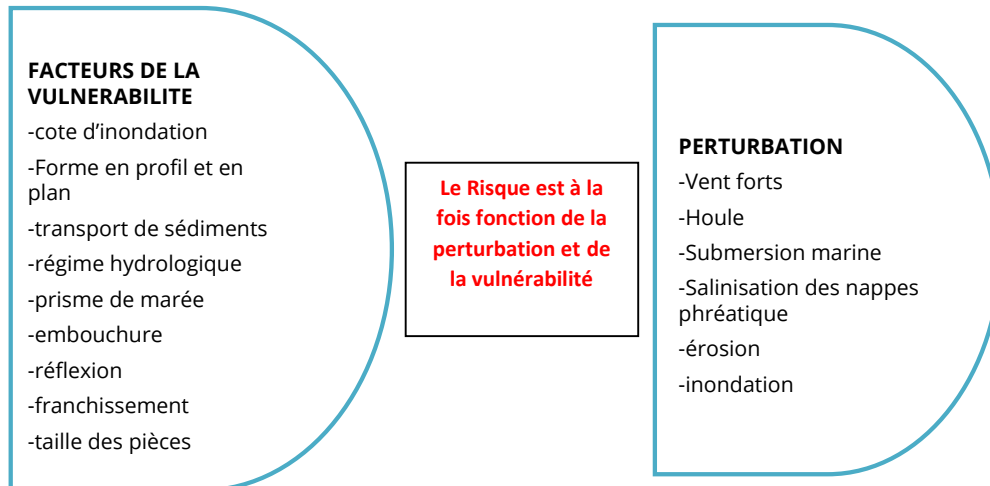 FACTEURS DE LA
VULNERABILITE
-cote d’inondation
-Forme en profil et en
plan
-transport de sédiments
-régime hydrologique
-prisme de marée
-embouchure
-réflexion
-franchissement
-taille des pièces
Le Risque est à la
fois fonction de la
perturbation et de
la vulnérabilité
PERTURBATION
-Vent forts
-Houle
-Submersion marine
-Salinisation des nappes
phréatique
-érosion
-inondation